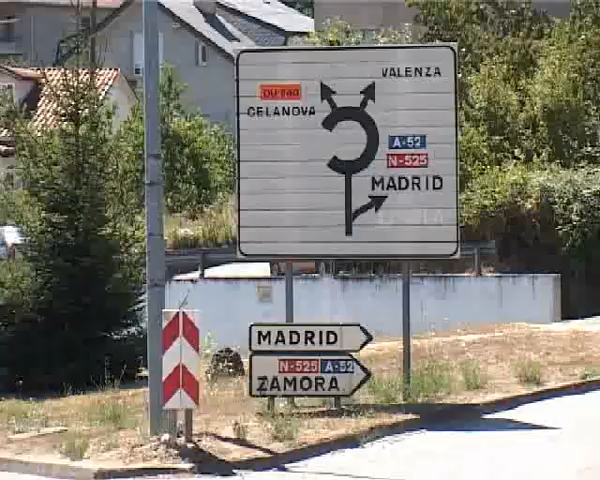 VALENZA
OU-540
CELANOVA
A-52
N-525
MADRID
MADRID
N-525 A-52
ZAMORA